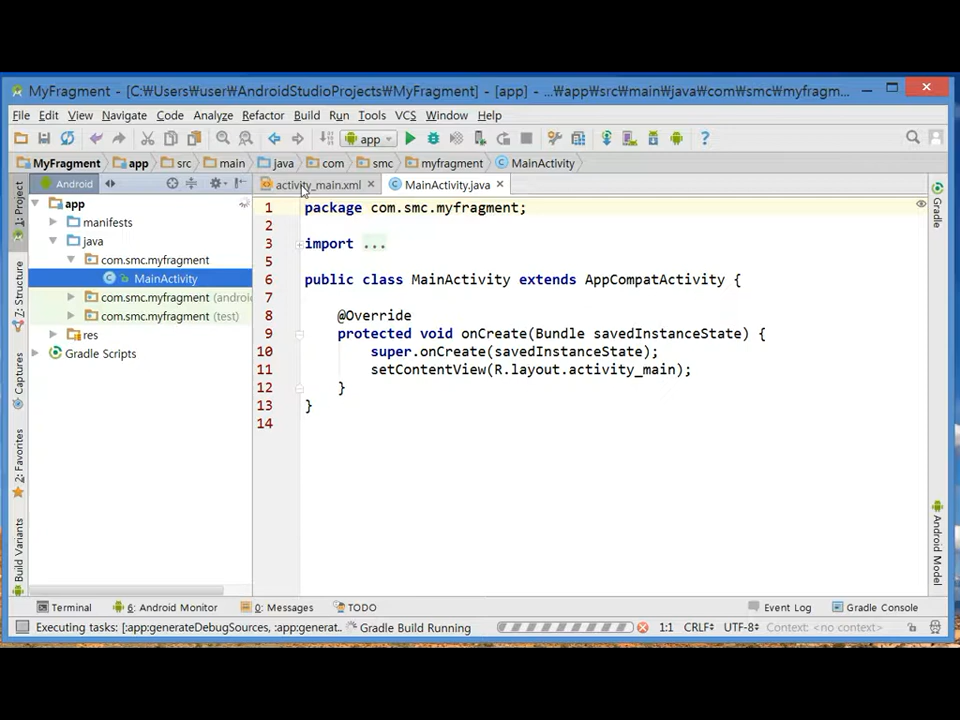 MyFragment - [C:\Users\user\AndroidStudioProjects\MyFragment] - [app] - ...\app\src\main\java\com\smc\myfragm...
File Edit View Navigate Code Analyze Refactor Build Run Tools VCS Window Help
app
MyFragment app src main java com smc myfragment MainActivity
Android
activity_main.xml MainActivity.java
1: Project
7: Structure
Captures
2: Favorites
Build Variants
app
manifests
java
com.smc.myfragment
MainActivity
com.smc.myfragment (androi
com.smc.myfragment (test)
res
Gradle Scripts
1 package com.smc.myfragment;
2
3 import ...
5
6 public class MainActivity extends AppCompatActivity {
7
8 @Override
9 protected void onCreate(Bundle savedInstanceState) {
10 super.onCreate(savedInstanceState);
11 setContentView(R.layout.activity_main);
12 }
13 }
14
Gradle
Android Model
Terminal 6: Android Monitor 0: Messages TODO Event Log Gradle Console
Executing tasks: [:app:generateDebugSources, :app:generat... Gradle Build Running 1:1 CRLF UTF-8 Context: <no context>